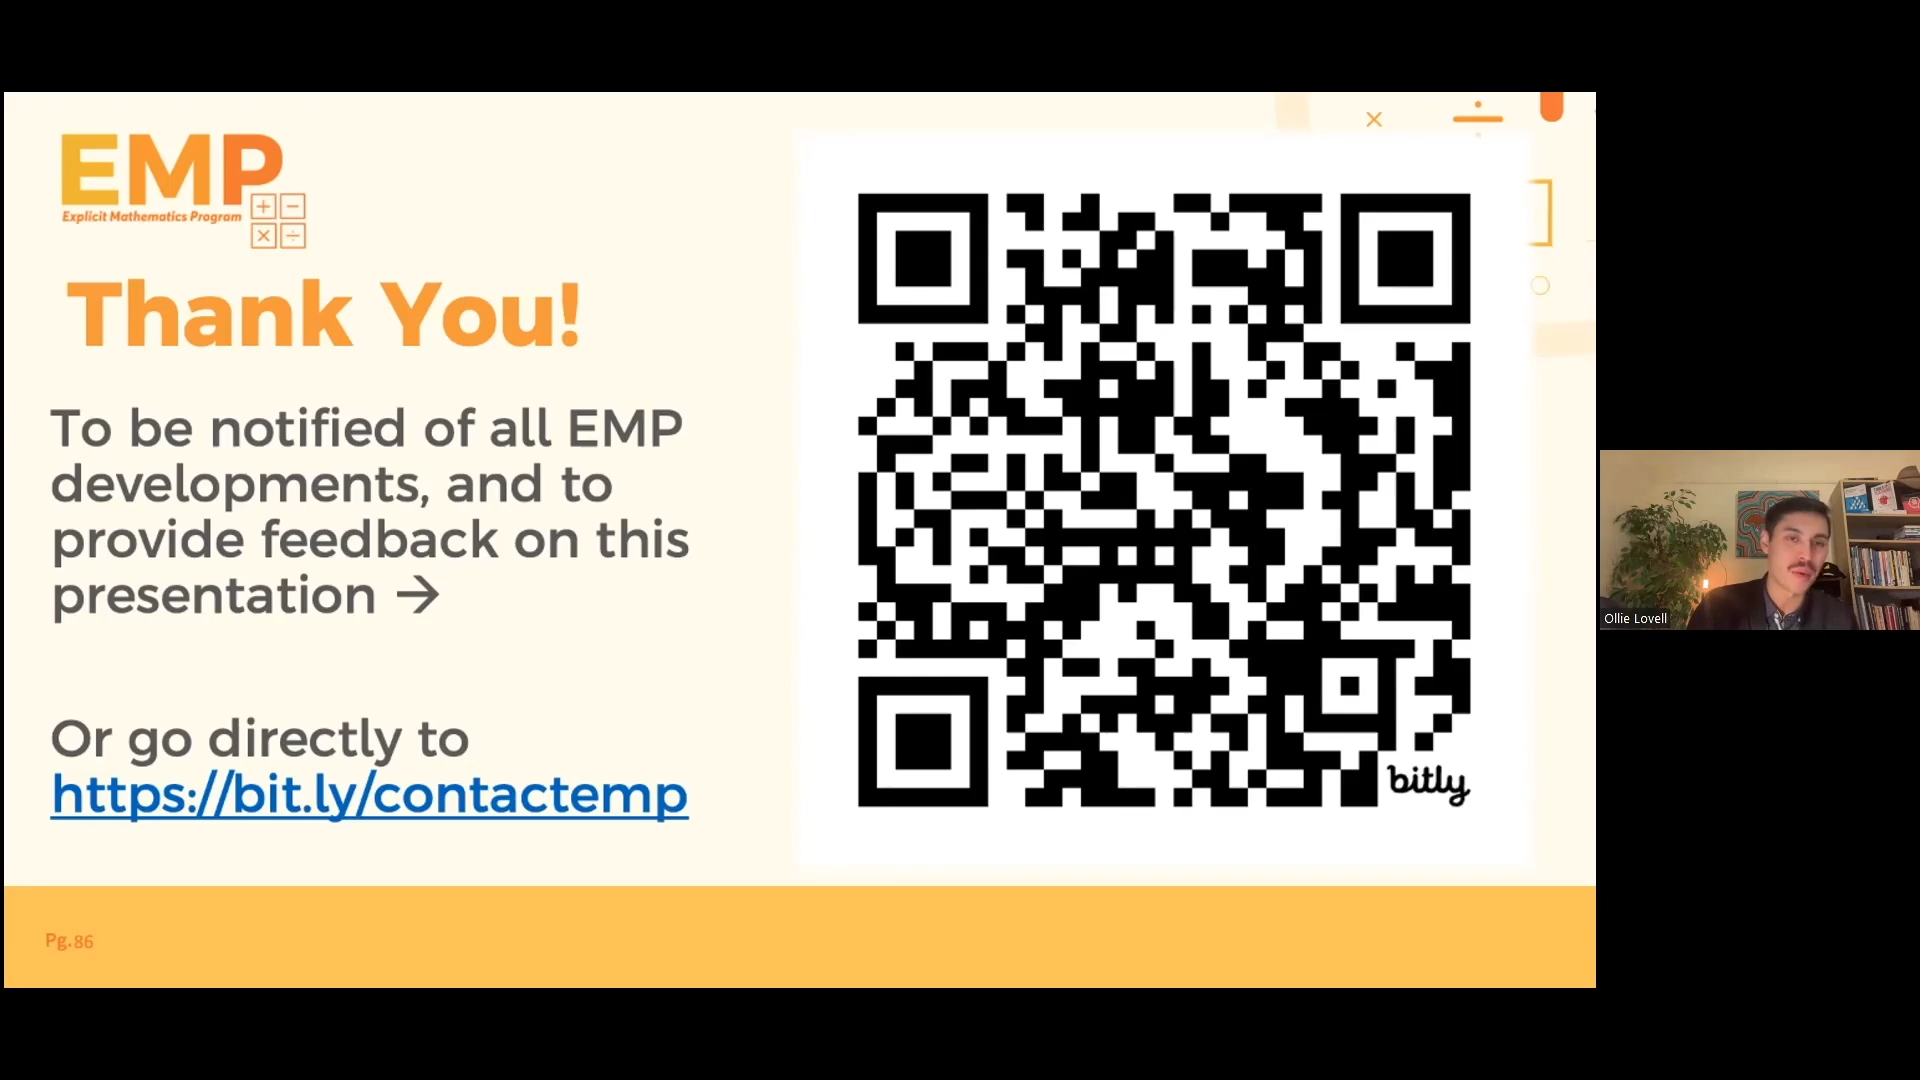 EMP
Explicit Mathematics Program
Thank You!
To be notified of all EMP
developments, and to
provide feedback on this
presentation →
Or go directly to
https://bit.ly/contactemp
bitly
Pg.86
Ollie Lovell